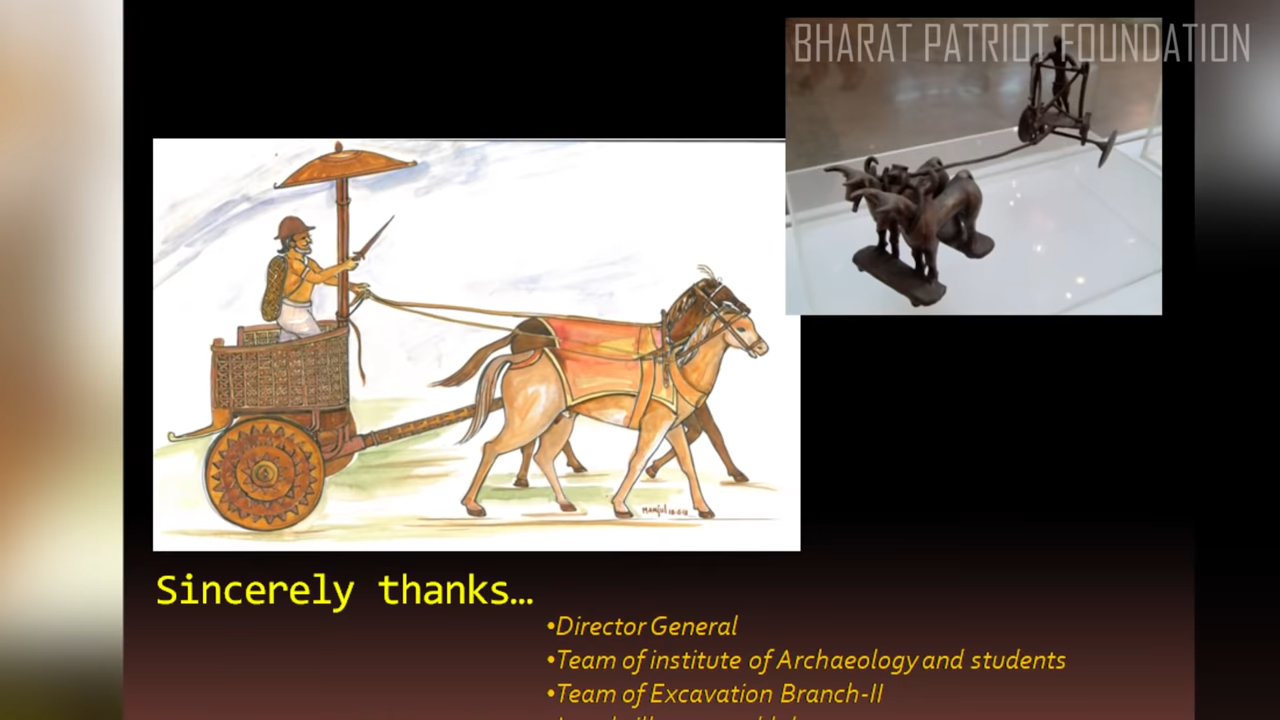 BHARAT PATRIOT FOUNDATION
Manjul
Sincerely thanks…
•Director General
•Team of institute of Archaeology and students
•Team of Excavation Branch-II